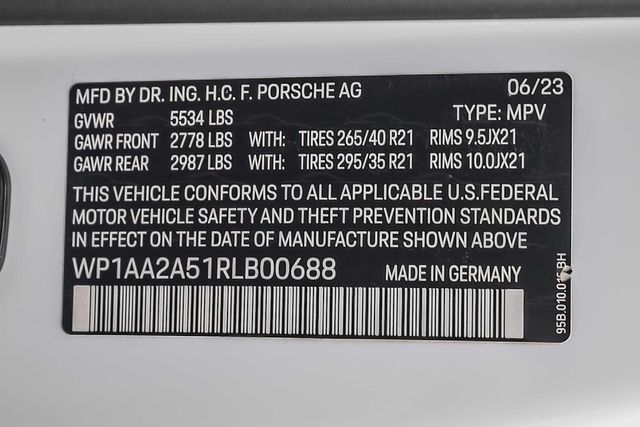 MFD BY DR. ING. H.C. F. PORSCHE AG 06/23
GVWR 5534 LBS TYPE: MPV
GAWR FRONT 2778 LBS WITH: TIRES 265/40 R21 RIMS 9.5JX21
GAWR REAR 2987 LBS WITH: TIRES 295/35 R21 RIMS 10.0JX21
THIS VEHICLE CONFORMS TO ALL APPLICABLE U.S.FEDERAL
MOTOR VEHICLE SAFETY AND THEFT PREVENTION STANDARDS
IN EFFECT ON THE DATE OF MANUFACTURE SHOWN ABOVE
WP1AA2A51RLB00688 MADE IN GERMANY